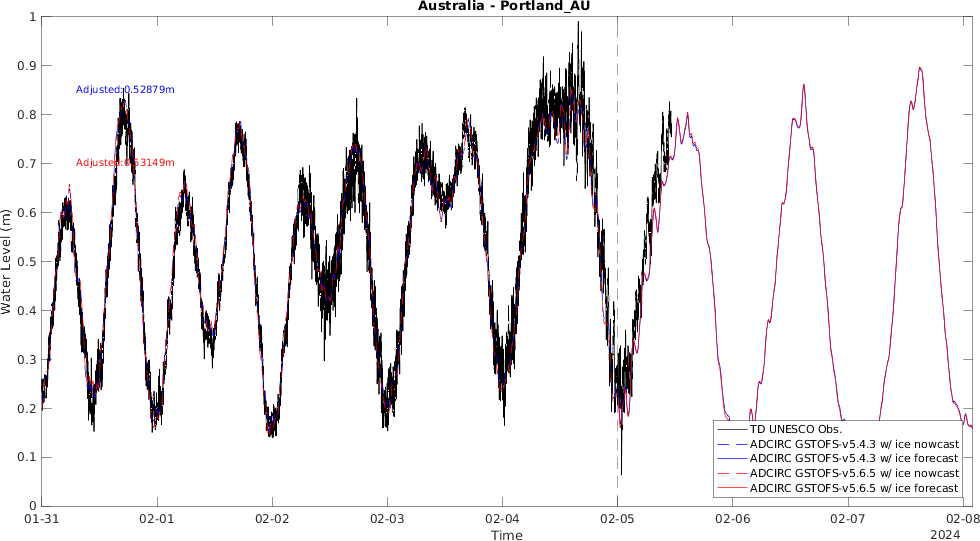 Australia - Portland_AU
1
0.9
0.8
0.7
0.6
0.5
0.4
0.3
0.2
0.1
0
Water Level (m)
Adjusted:0.52879m
Adjusted:0.53149m
TD UNESCO Obs.
ADCIRC GSTOFS-v5.4.3 w/ ice nowcast
ADCIRC GSTOFS-v5.4.3 w/ ice forecast
ADCIRC GSTOFS-v5.6.5 w/ ice nowcast
ADCIRC GSTOFS-v5.6.5 w/ ice forecast
01-31 02-01 02-02 02-03 02-04 02-05 02-06 02-07 02-08
Time
2024